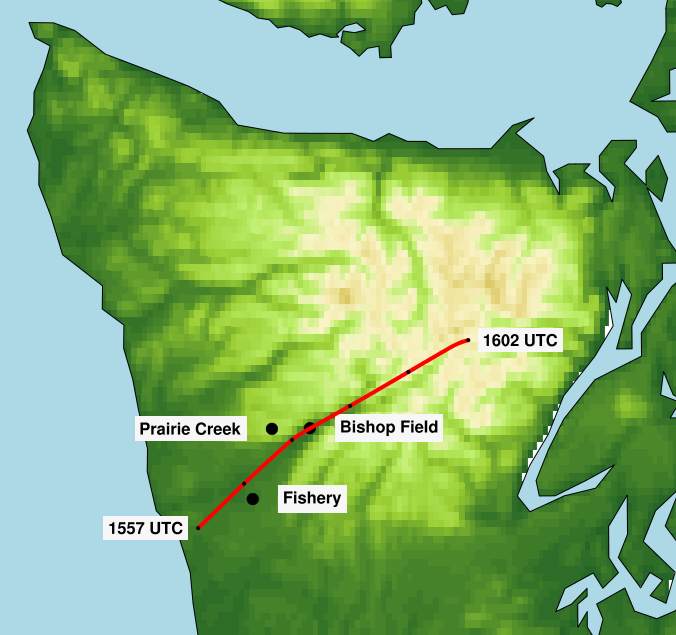 1602 UTC
Prairie Creek
Bishop Field
Fishery
1557 UTC